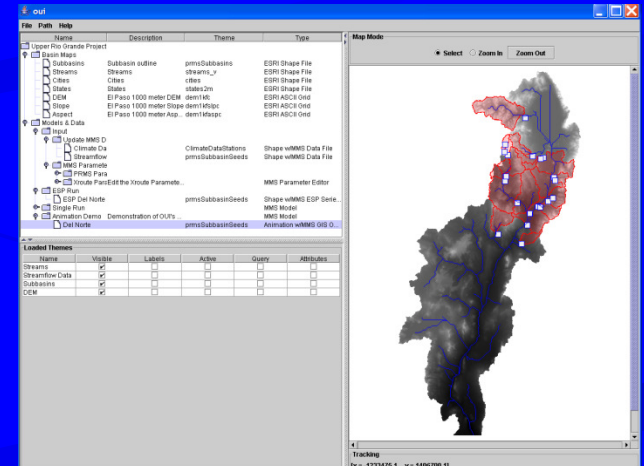 oui
File Path Help
Name Description Theme Type
Upper Rio Grande Project
Basin Maps
Subbasins Subbasin outline prmsSubbasins ESRI Shape File
Streams Streams streams_v ESRI Shape File
Cities Cities cities ESRI Shape File
States States states2m ESRI Shape File
DEM El Paso 1000 meter DEM dem1kfc ESRI ASCII Grid
Slope El Paso 1000 meter Slope dem1kfslpc ESRI ASCII Grid
Aspect El Paso 1000 meter Asp... dem1kfaspc ESRI ASCII Grid
Models & Data MMS Model
Input
Update MMS D
Climate Da ClimateDataStations Shape w/MMS Data File
Streamflow prmsSubbasinSeeds Shape w/MMS Data File
MMS Paramete
PRMS Para
Xroute Para Edit the Xroute Paramete... MMS Parameter Editor
ESP Run
ESP Del Norte prmsSubbasinSeeds Shape w/MMS ESP Serie...
Single Run MMS Model
Animation Demo Demonstration of OUI's ... MMS Model
Del Norte prmsSubbasinSeeds Animation w/MMS GIS O...
Loaded Themes
Name Visible Labels Active Query Attributes
Streams
Streamflow Data
Subbasins
DEM
Map Mode
Select Zoom In Zoom Out
Tracking